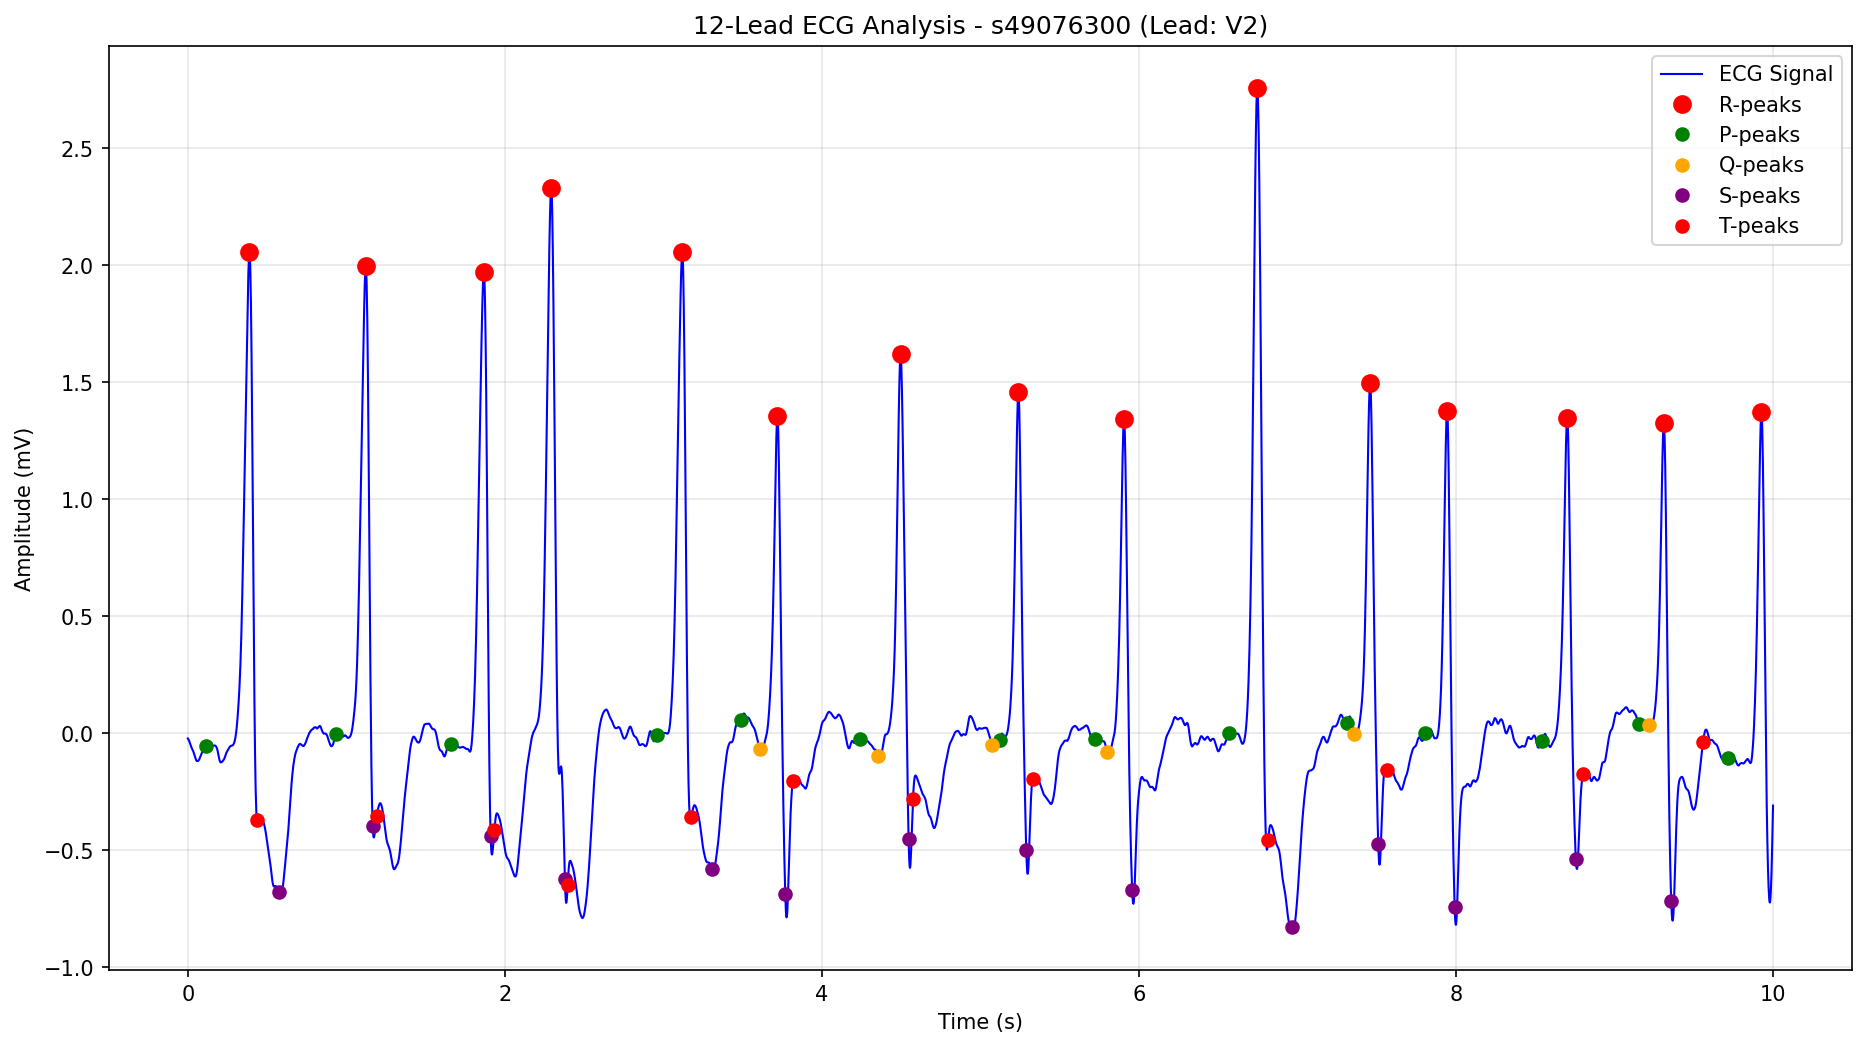 12-Lead ECG Analysis - s49076300 (Lead: V2)
ECG Signal
R-peaks
P-peaks
Q-peaks
S-peaks
T-peaks
Amplitude (mV)
2.5
2.0
1.5
1.0
0.5
0.0
−0.5
−1.0
0 2 4 6 8 10
Time (s)